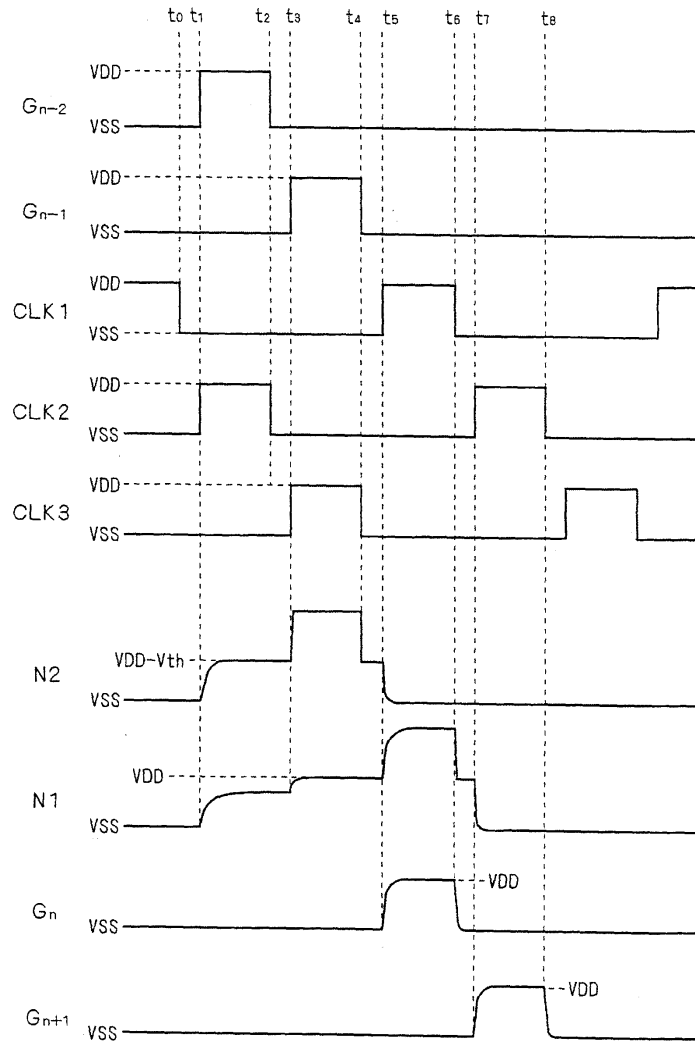 t0 t1 t2 t3 t4 t5 t6 t7 t8
VDD
Gn-2
VSS
VDD
Gn-1
VSS
VDD
CLK1
VSS
VDD
CLK2
VSS
VDD
CLK3
VSS
VDD-Vth
N2
VSS
VDD
N1
VSS
VDD
Gn
VSS
VDD
Gn+1
VSS